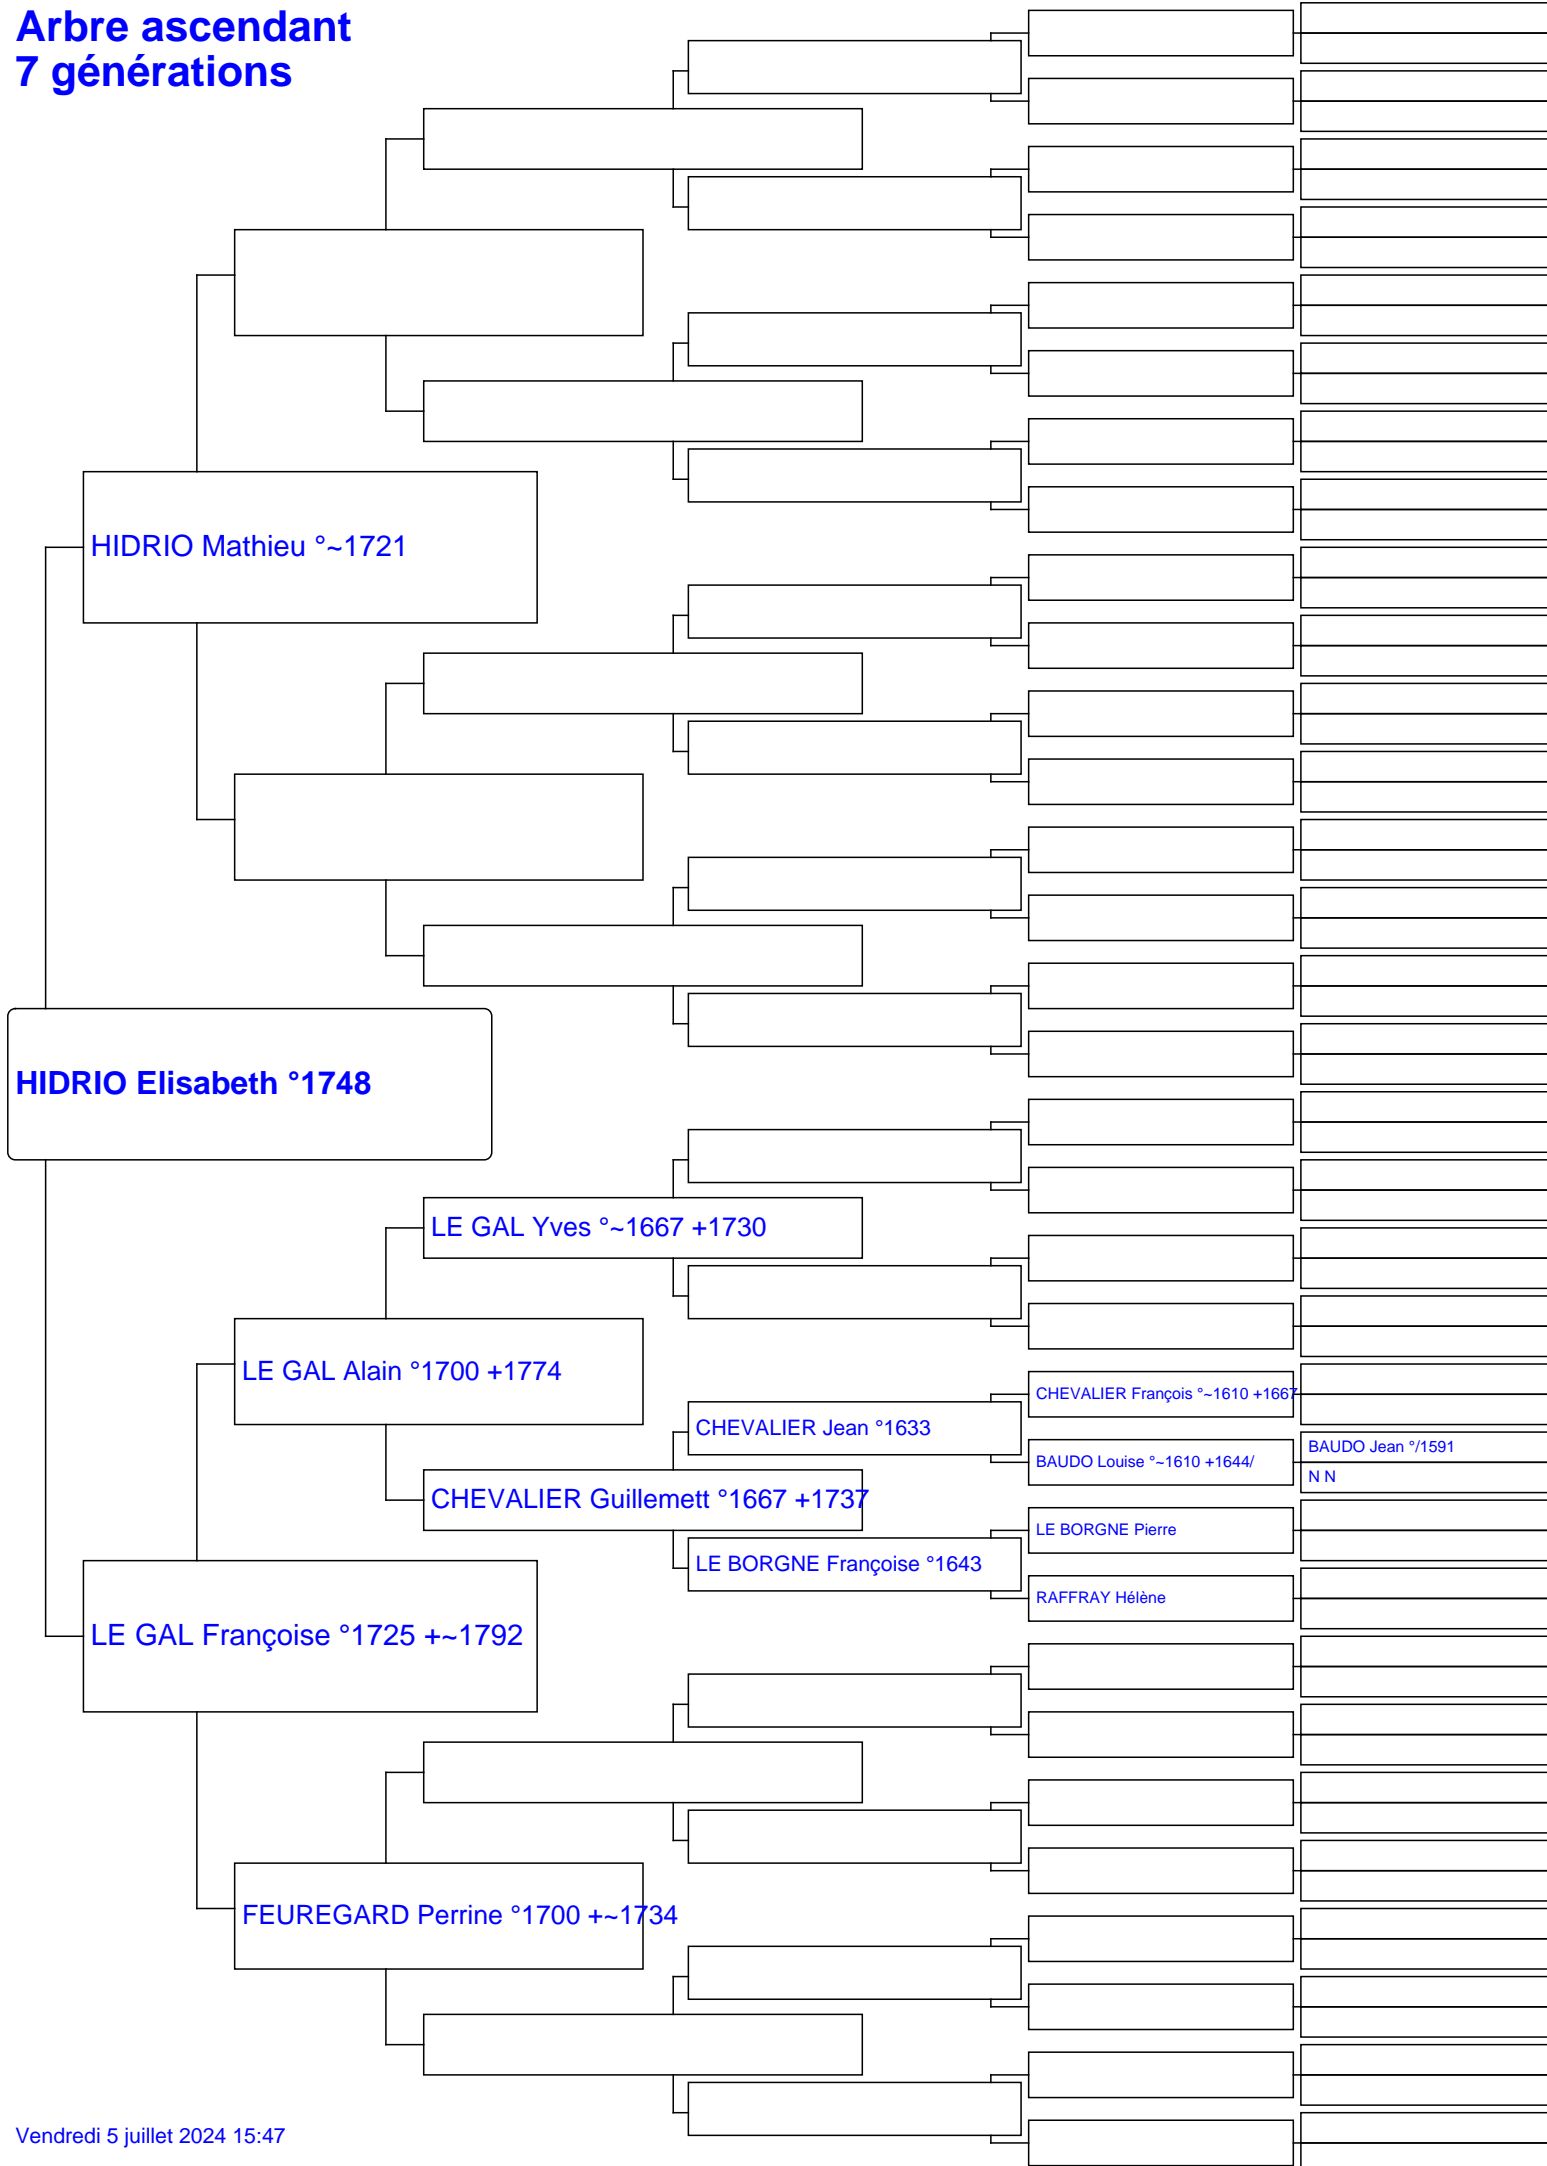 Arbre ascendant
7 générations
HIDRIO Mathieu °~1721
HIDRIO Elisabeth °1748
LE GAL Yves °~1667 +1730
LE GAL Alain °1700 +1774
CHEVALIER François °~1610 +1667
CHEVALIER Jean °1633
BAUDO Jean °/1591
BAUDO Louise °~1610 +1644/
N N
CHEVALIER Guillemett °1667 +1737
LE BORGNE Pierre
LE BORGNE Françoise °1643
RAFFRAY Hélène
LE GAL Françoise °1725 +~1792
FEUREGARD Perrine °1700 +~1734
Vendredi 5 juillet 2024 15:47